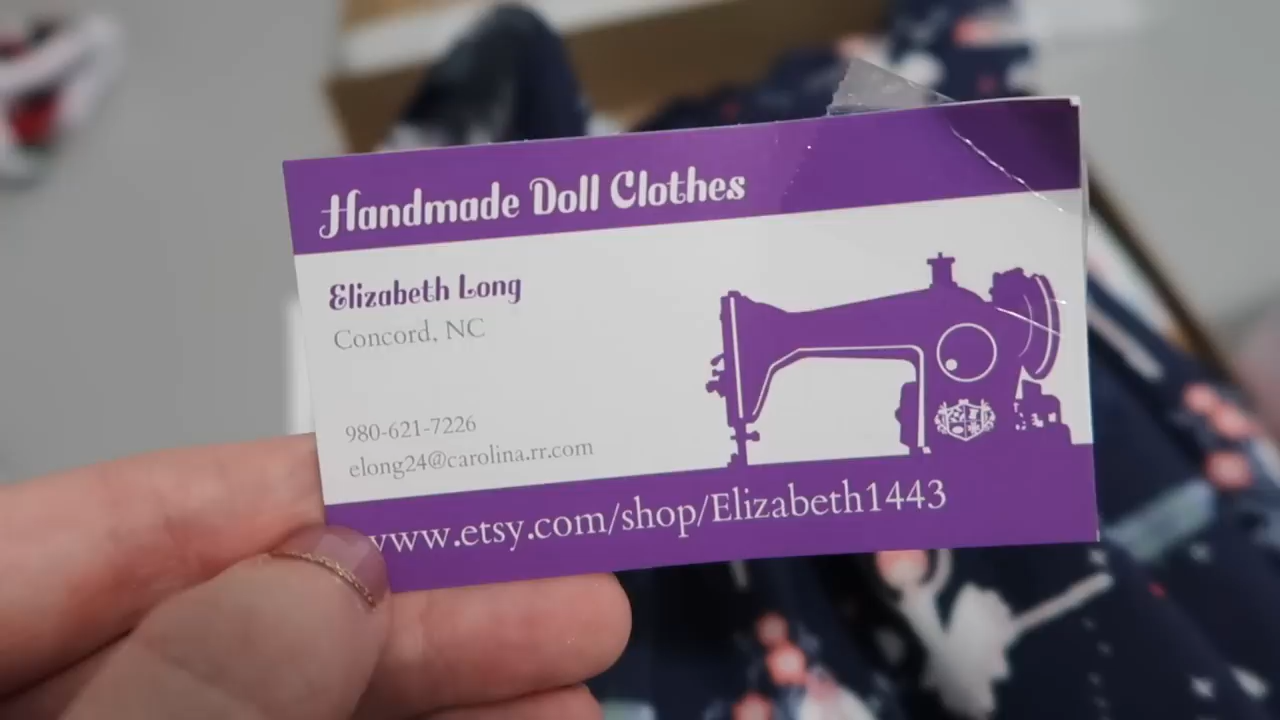 Handmade Doll Clothes
Elizabeth Long
Concord, NC
980-621-7226
elong24@carolina.rr.com
www.etsy.com/shop/Elizabeth1443